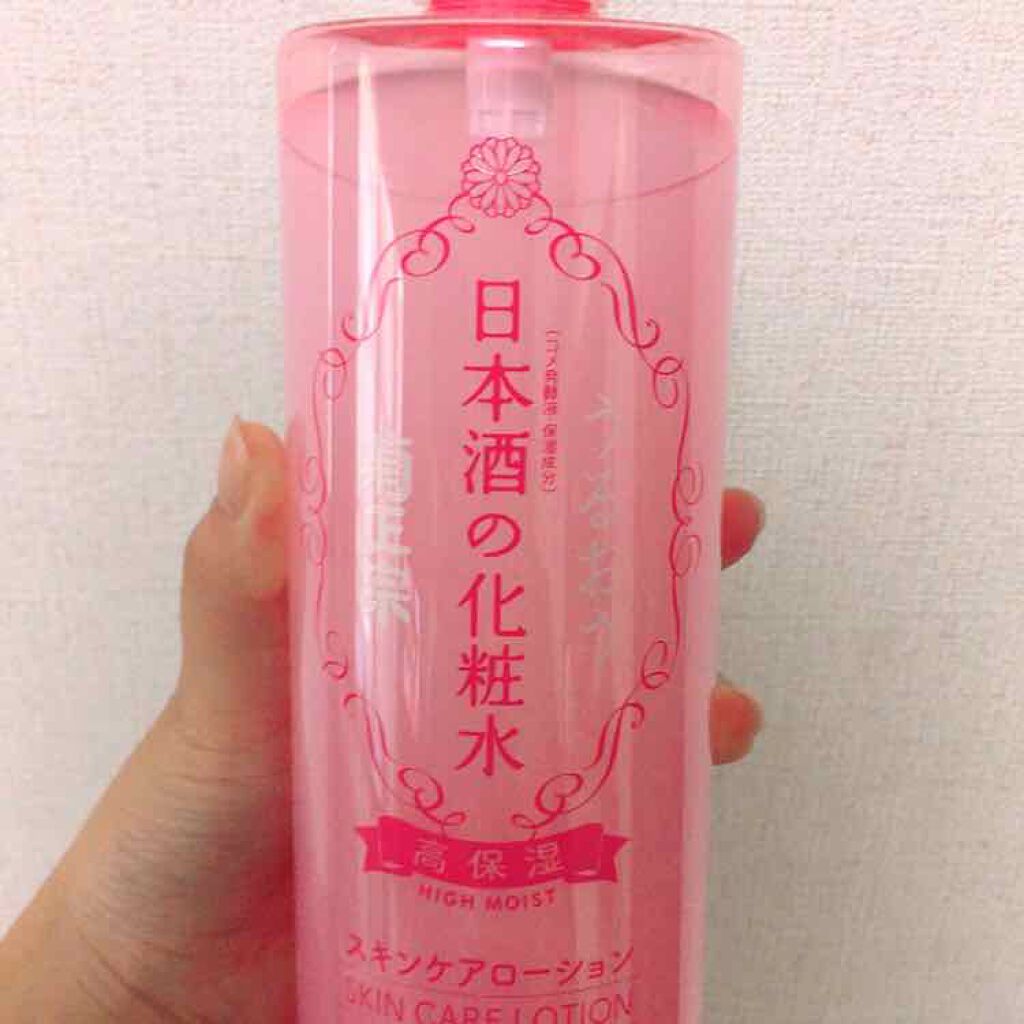 日本酒の化粧水
[コメ発酵液・保湿成分]
高保湿
HIGH MOIST
スキンケアローション
SKIN CARE LOTION